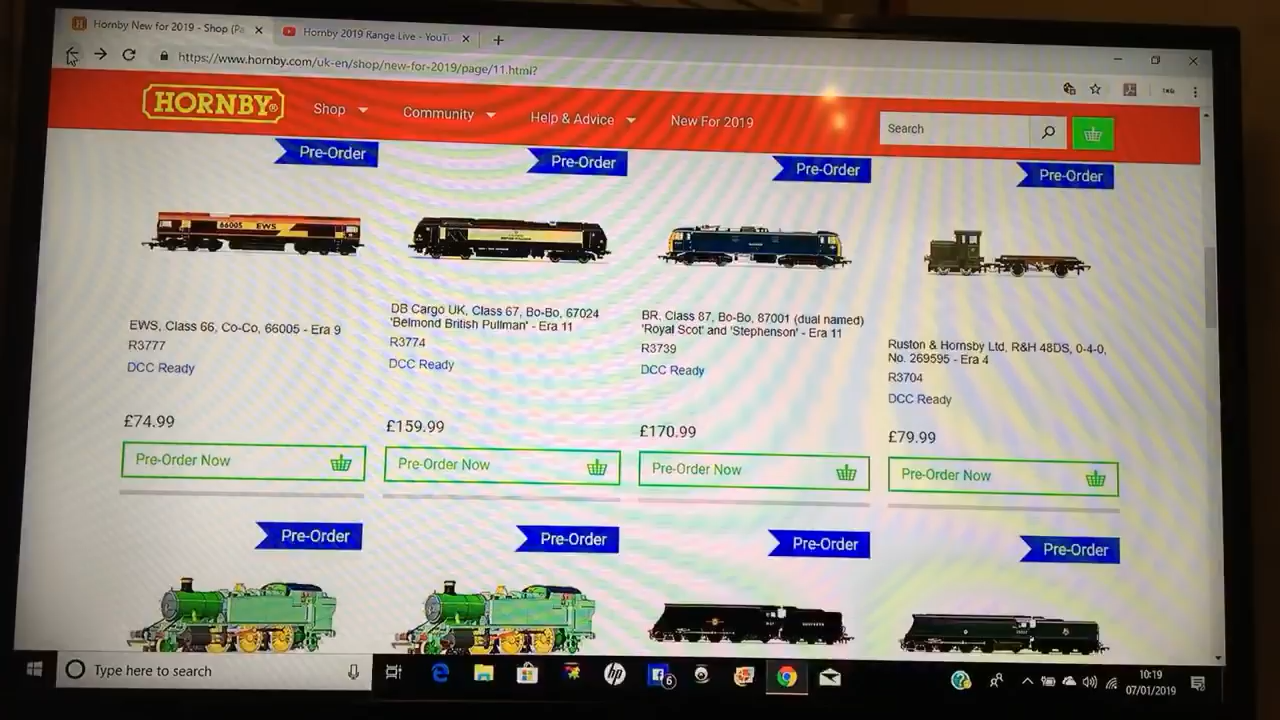 Hornby New for 2019 - Shop (Pa
Hornby 2019 Range Live - YouTu
https://www.hornby.com/uk-en/shop/new-for-2019/page/11.html?
HORNBY®
Shop
Community
Help & Advice
New For 2019
Search
Pre-Order
Pre-Order
Pre-Order
Pre-Order
66005 EWS
EWS, Class 66, Co-Co, 66005 - Era 9
R3777
DCC Ready
£74.99
Pre-Order Now
DB Cargo UK, Class 67, Bo-Bo, 67024
'Belmond British Pullman' - Era 11
R3774
DCC Ready
£159.99
Pre-Order Now
BR, Class 87, Bo-Bo, 87001 (dual named)
'Royal Scot' and 'Stephenson' - Era 11
R3739
DCC Ready
£170.99
Pre-Order Now
Ruston & Hornsby Ltd, R&H 48DS, 0-4-0,
No. 269595 - Era 4
R3704
DCC Ready
£79.99
Pre-Order Now
Pre-Order
Pre-Order
Pre-Order
Pre-Order
Type here to search
hp
6
10:19
07/01/2019